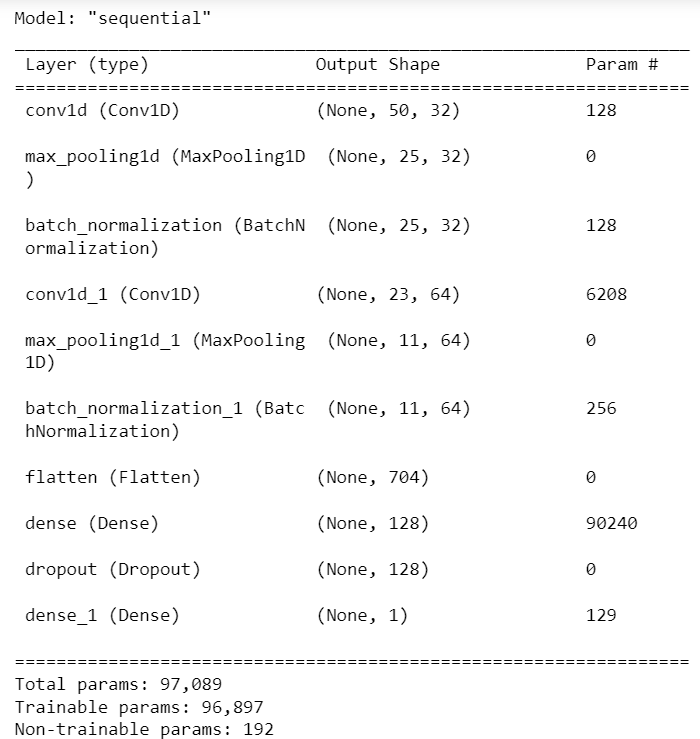 Model: "sequential"
_________________________________________________________________
Layer (type) Output Shape Param #
=================================================================
conv1d (Conv1D) (None, 50, 32) 128
max_pooling1d (MaxPooling1D (None, 25, 32) 0
)
batch_normalization (BatchN (None, 25, 32) 128
ormalization)
conv1d_1 (Conv1D) (None, 23, 64) 6208
max_pooling1d_1 (MaxPooling (None, 11, 64) 0
1D)
batch_normalization_1 (Batc (None, 11, 64) 256
hNormalization)
flatten (Flatten) (None, 704) 0
dense (Dense) (None, 128) 90240
dropout (Dropout) (None, 128) 0
dense_1 (Dense) (None, 1) 129
=================================================================
Total params: 97,089
Trainable params: 96,897
Non-trainable params: 192